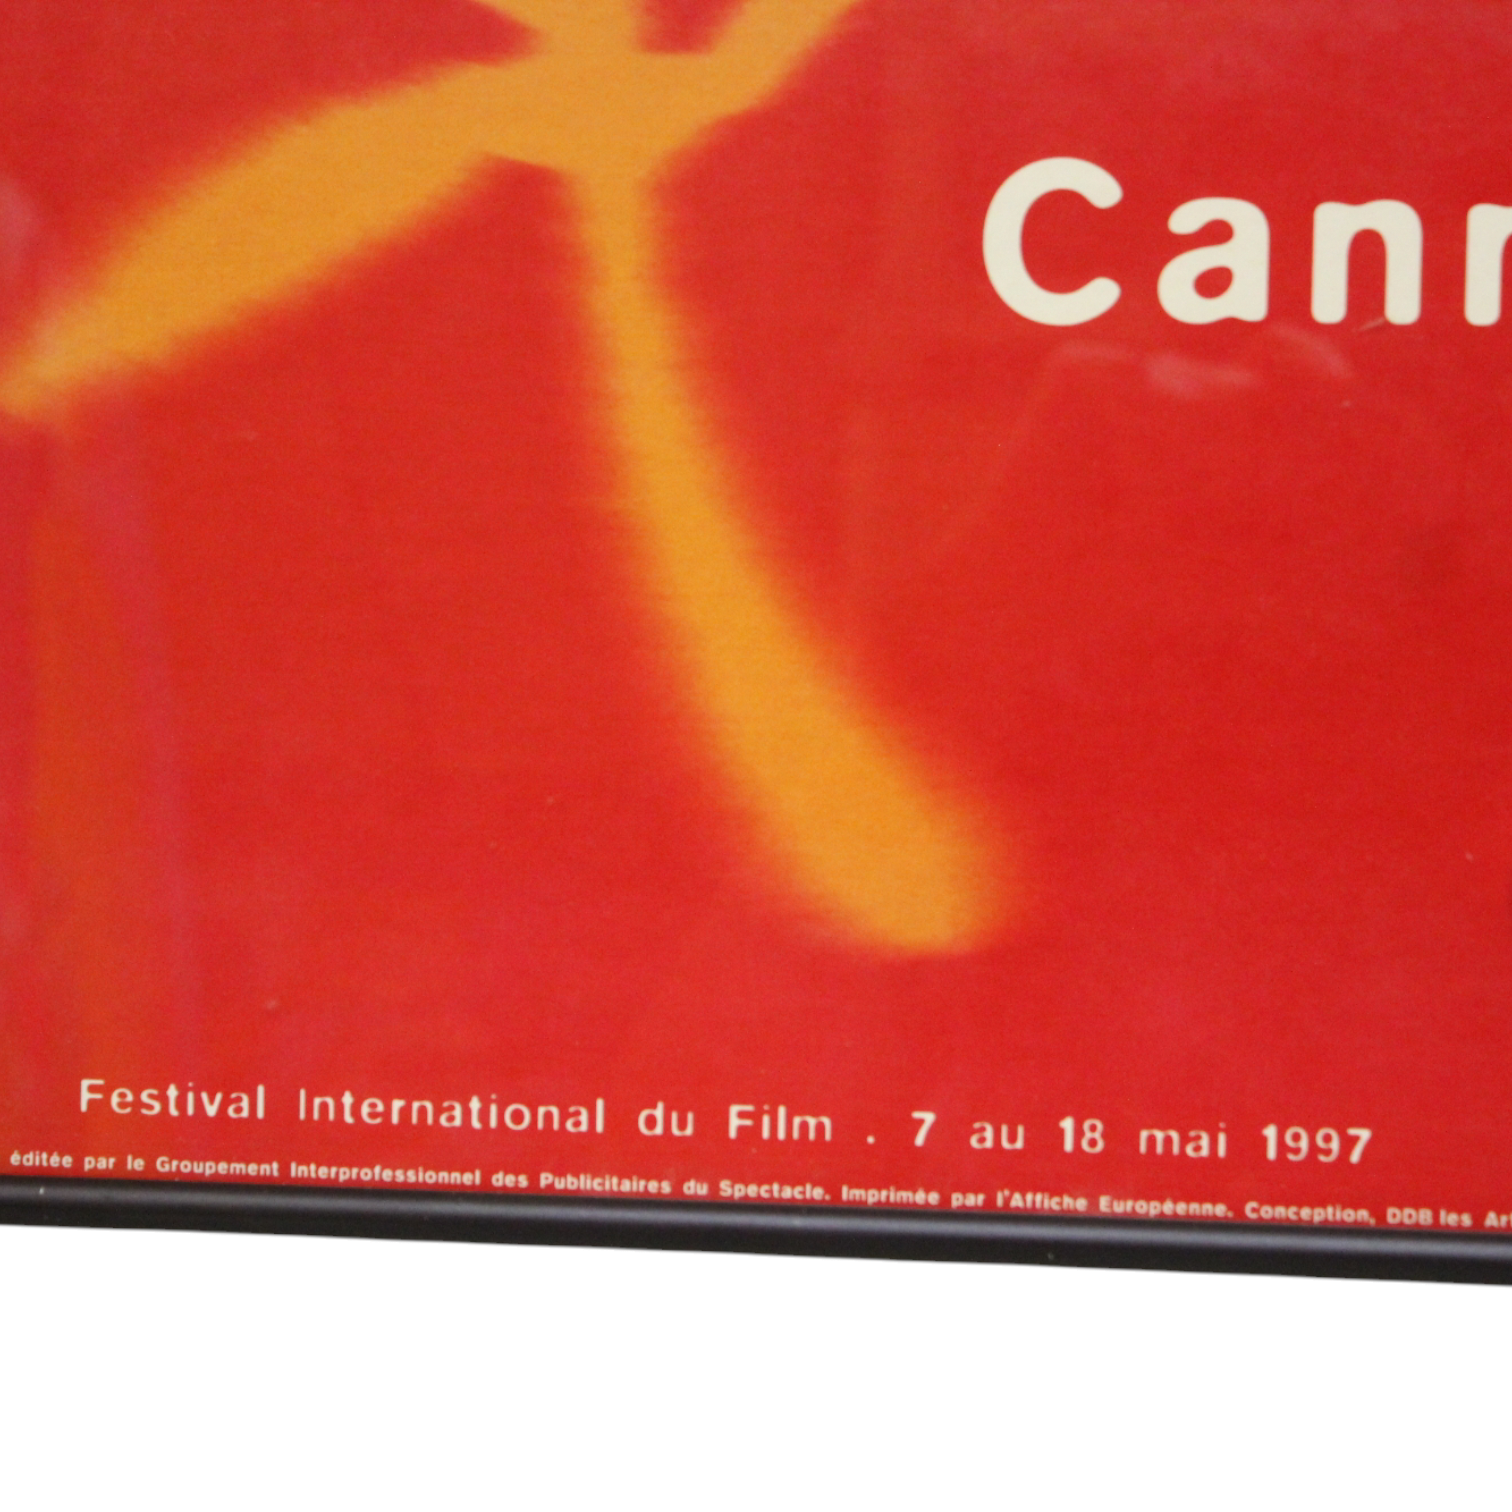 Cann
Festival International du Film . 7 au 18 mai 1997
éditée par le Groupement Interprofessionnel des Publicitaires du Spectacle. Imprimée par l'Affiche Européenne. Conception, DDB les Ar